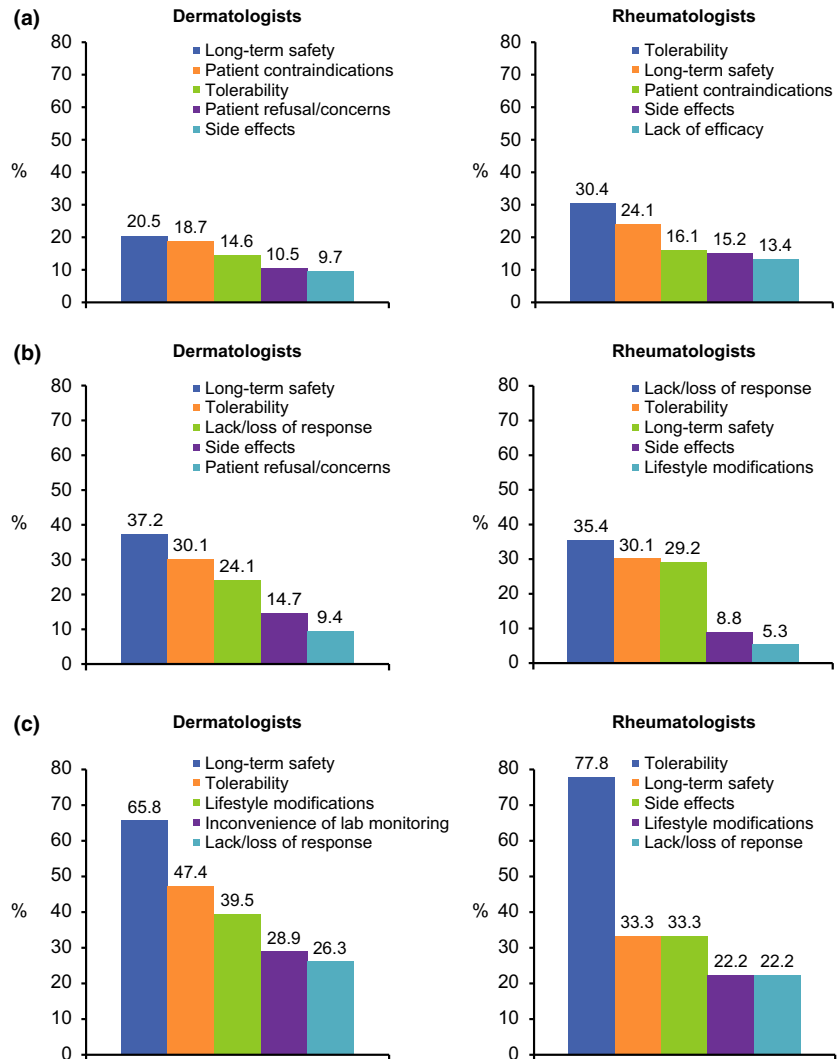 (a)
Dermatologists
80
70
60
50
40
30
20
10
0
%
Long-term safety
Patient contraindications
Tolerability
Patient refusal/concerns
Side effects
20.5
18.7
14.6
10.5
9.7
Rheumatologists
80
70
60
50
40
30
20
10
0
%
Tolerability
Long-term safety
Patient contraindications
Side effects
Lack of efficacy
30.4
24.1
16.1
15.2
13.4
(b)
Dermatologists
80
70
60
50
40
30
20
10
0
%
Long-term safety
Tolerability
Lack/loss of response
Side effects
Patient refusal/concerns
37.2
30.1
24.1
14.7
9.4
Rheumatologists
80
70
60
50
40
30
20
10
0
%
Lack/loss of response
Tolerability
Long-term safety
Side effects
Lifestyle modifications
35.4
30.1
29.2
8.8
5.3
(c)
Dermatologists
80
70
60
50
40
30
20
10
0
%
Long-term safety
Tolerability
Lifestyle modifications
Inconvenience of lab monitoring
Lack/loss of reponse
65.8
47.4
39.5
28.9
26.3
Rheumatologists
80
70
60
50
40
30
20
10
0
%
Tolerability
Long-term safety
Side effects
Lifestyle modifications
Lack/loss of reponse
77.8
33.3
33.3
22.2
22.2